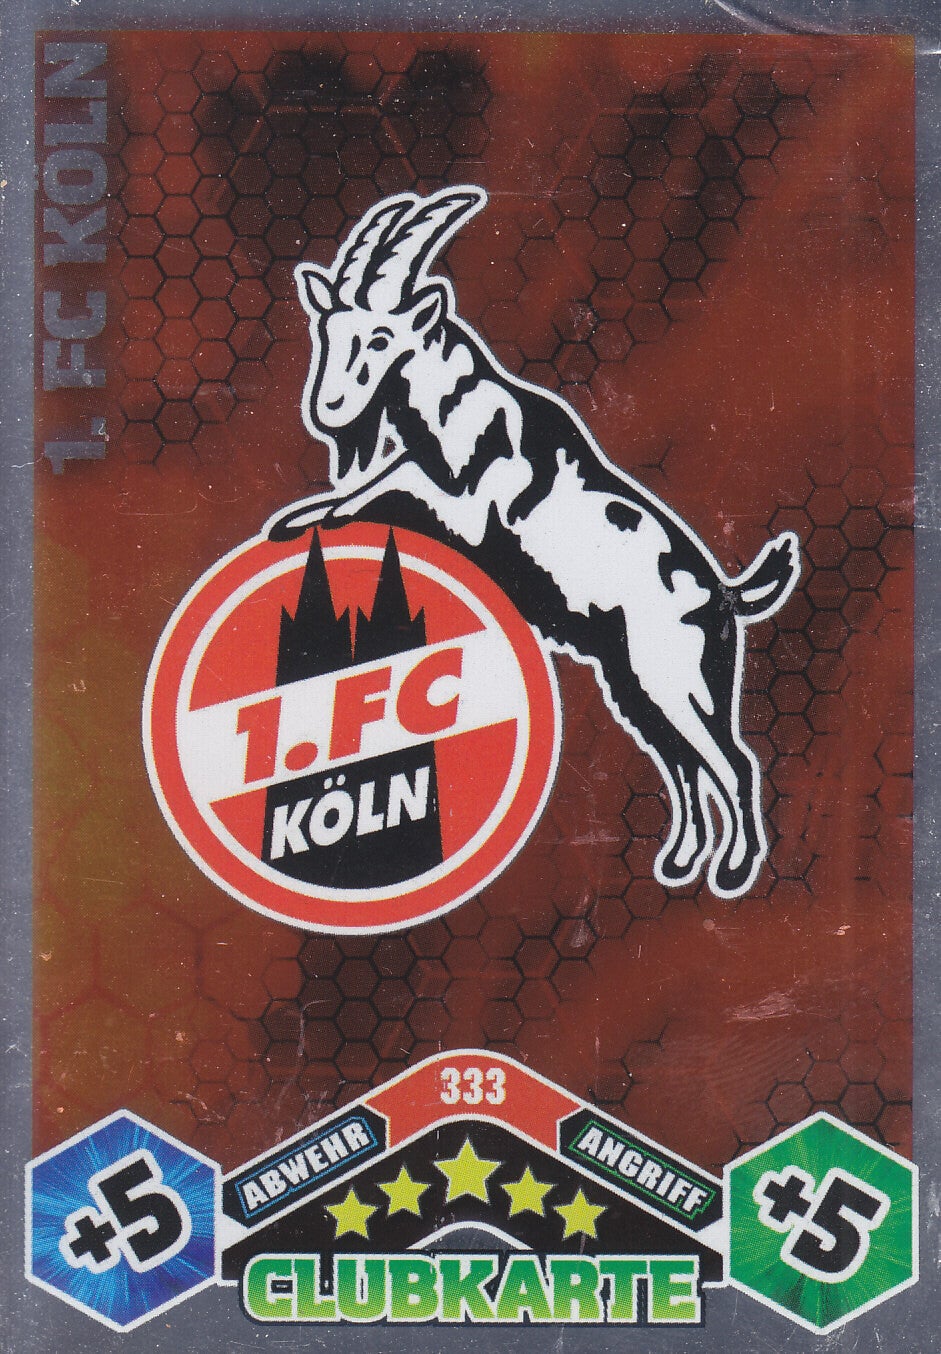 1. FC KÖLN
1.FC
KÖLN
333
ABWEHR
ANGRIFF
+5
+5
CLUBKARTE